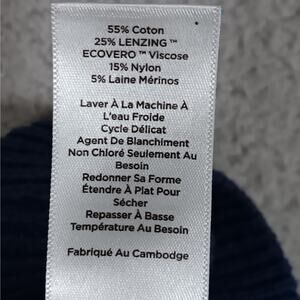 55% Coton
25% LENZING ™
ECOVERO ™ Viscose
15% Nylon
5% Laine Mérinos
Laver À La Machine À
L'eau Froide
Cycle Délicat
Agent De Blanchiment
Non Chloré Seulement Au
Besoin
Redonner Sa Forme
Étendre À Plat Pour
Sécher
Repasser À Basse
Température Au Besoin
Fabriqué Au Cambodge